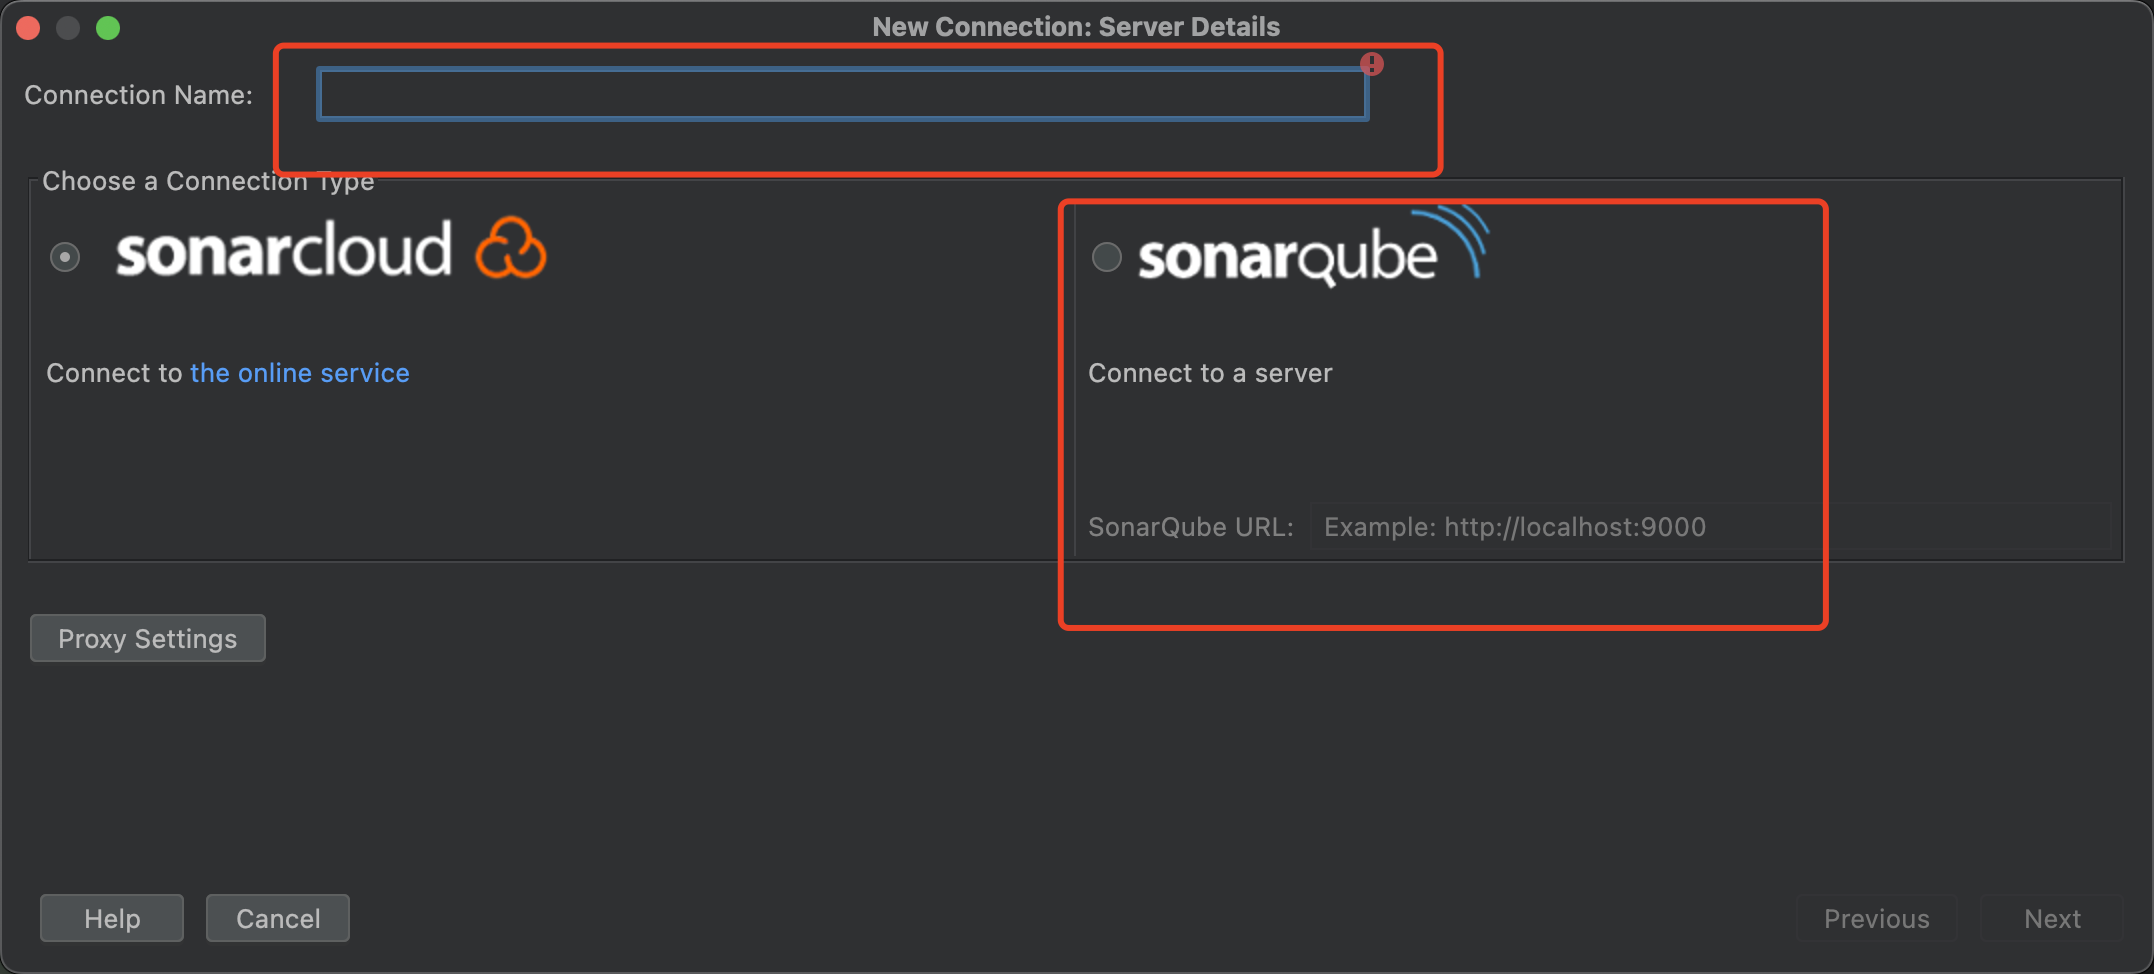 New Connection: Server Details
Connection Name:
Choose a Connection Type
sonarcloud
sonarqube
Connect to the online service
Connect to a server
SonarQube URL: Example: http://localhost:9000
Proxy Settings
Help Cancel Previous Next